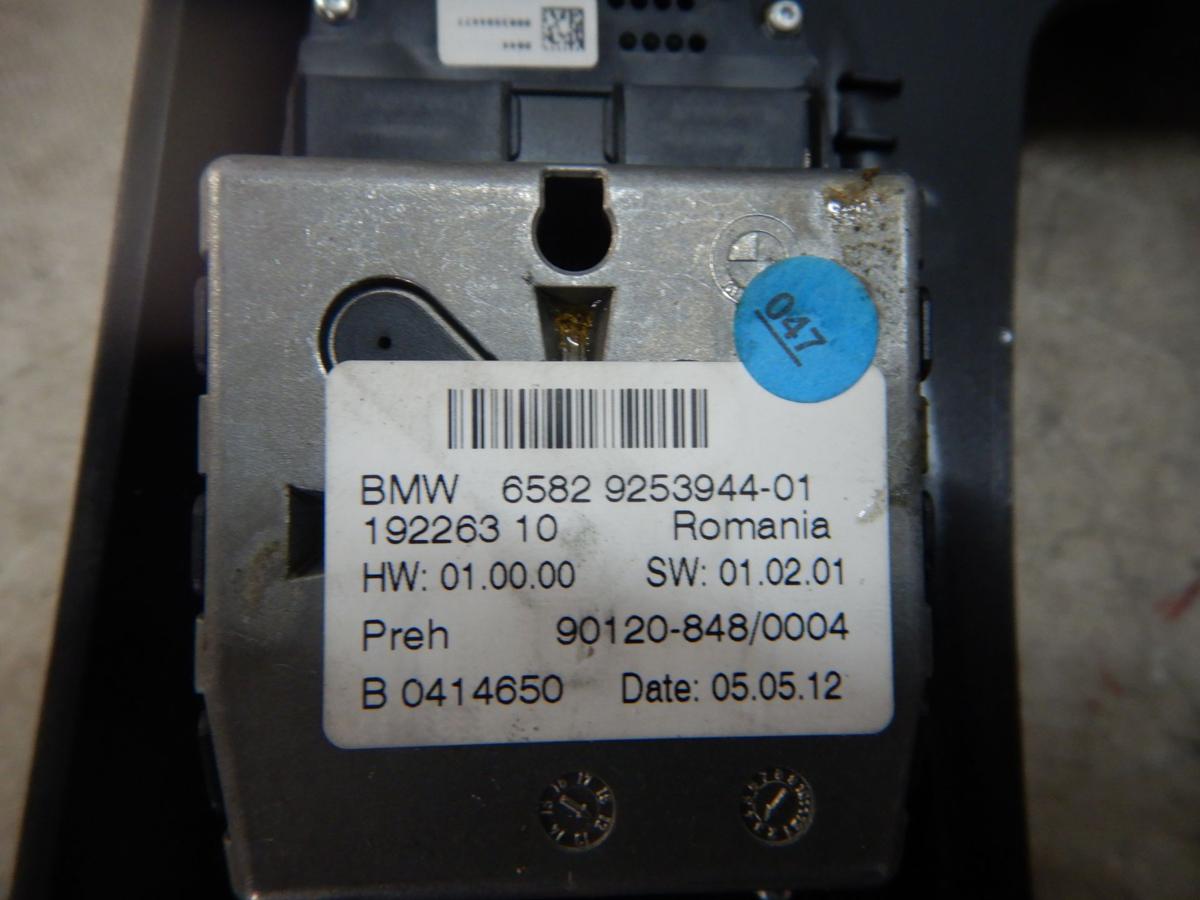 047
BMW 6582 9253944-01
192263 10 Romania
HW: 01.00.00 SW: 01.02.01
Preh 90120-848/0004
B 0414650 Date: 05.05.12